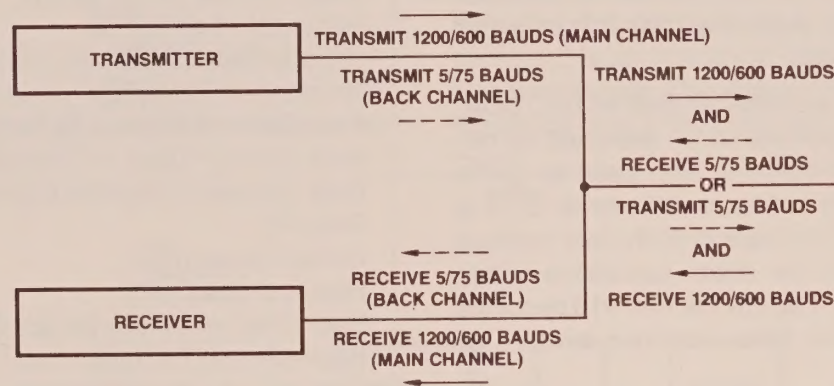 TRANSMIT 1200/600 BAUDS (MAIN CHANNEL)
TRANSMITTER
TRANSMIT 5/75 BAUDS
(BACK CHANNEL)
TRANSMIT 1200/600 BAUDS
AND
RECEIVE 5/75 BAUDS
OR
TRANSMIT 5/75 BAUDS
AND
RECEIVE 1200/600 BAUDS
RECEIVE 5/75 BAUDS
(BACK CHANNEL)
RECEIVER
RECEIVE 1200/600 BAUDS
(MAIN CHANNEL)